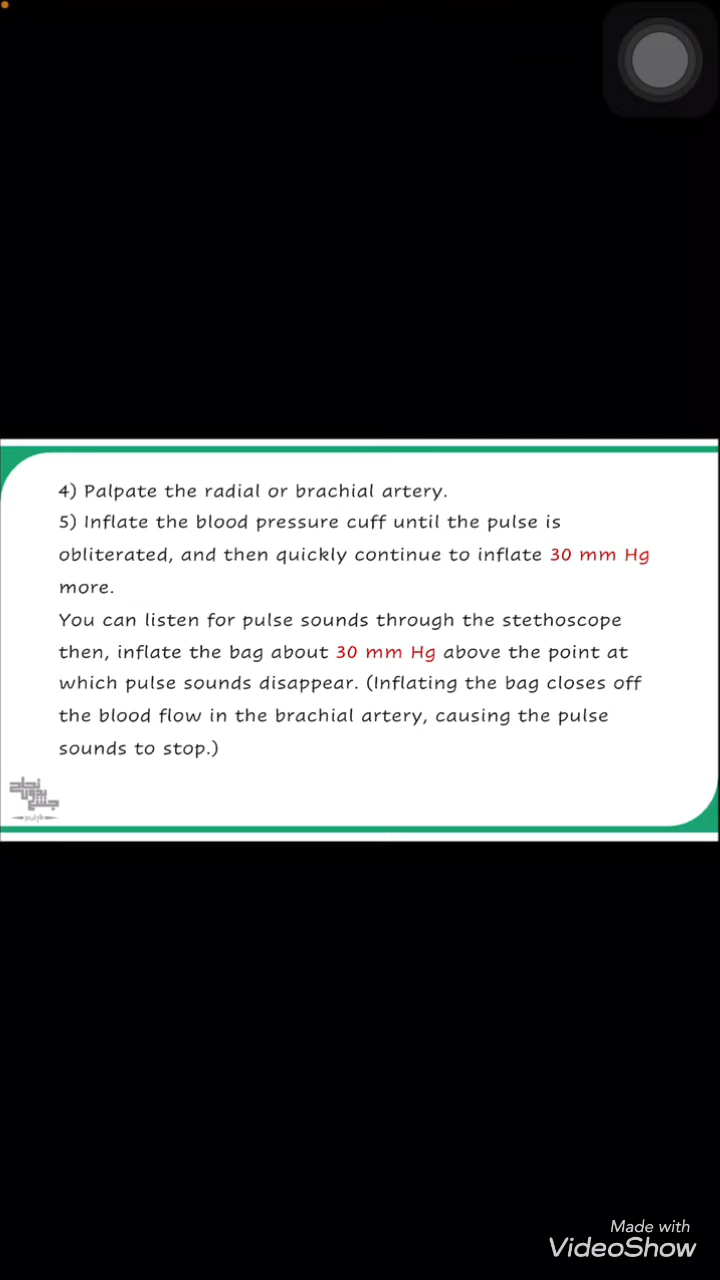 4) Palpate the radial or brachial artery.
5) Inflate the blood pressure cuff until the pulse is
obliterated, and then quickly continue to inflate 30 mm Hg
more.
You can listen for pulse sounds through the stethoscope
then, inflate the bag about 30 mm Hg above the point at
which pulse sounds disappear. (Inflating the bag closes off
the blood flow in the brachial artery, causing the pulse
sounds to stop.)
Made with
VideoShow